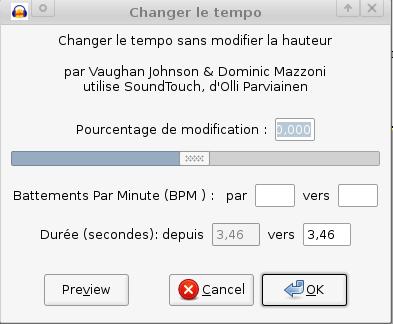 Changer le tempo
Changer le tempo sans modifier la hauteur
par Vaughan Johnson & Dominic Mazzoni
utilise SoundTouch, d'Olli Parviainen
Pourcentage de modification : 0,000
Battements Par Minute (BPM ) : par vers
Durée (secondes): depuis 3,46 vers 3,46
Preview Cancel OK